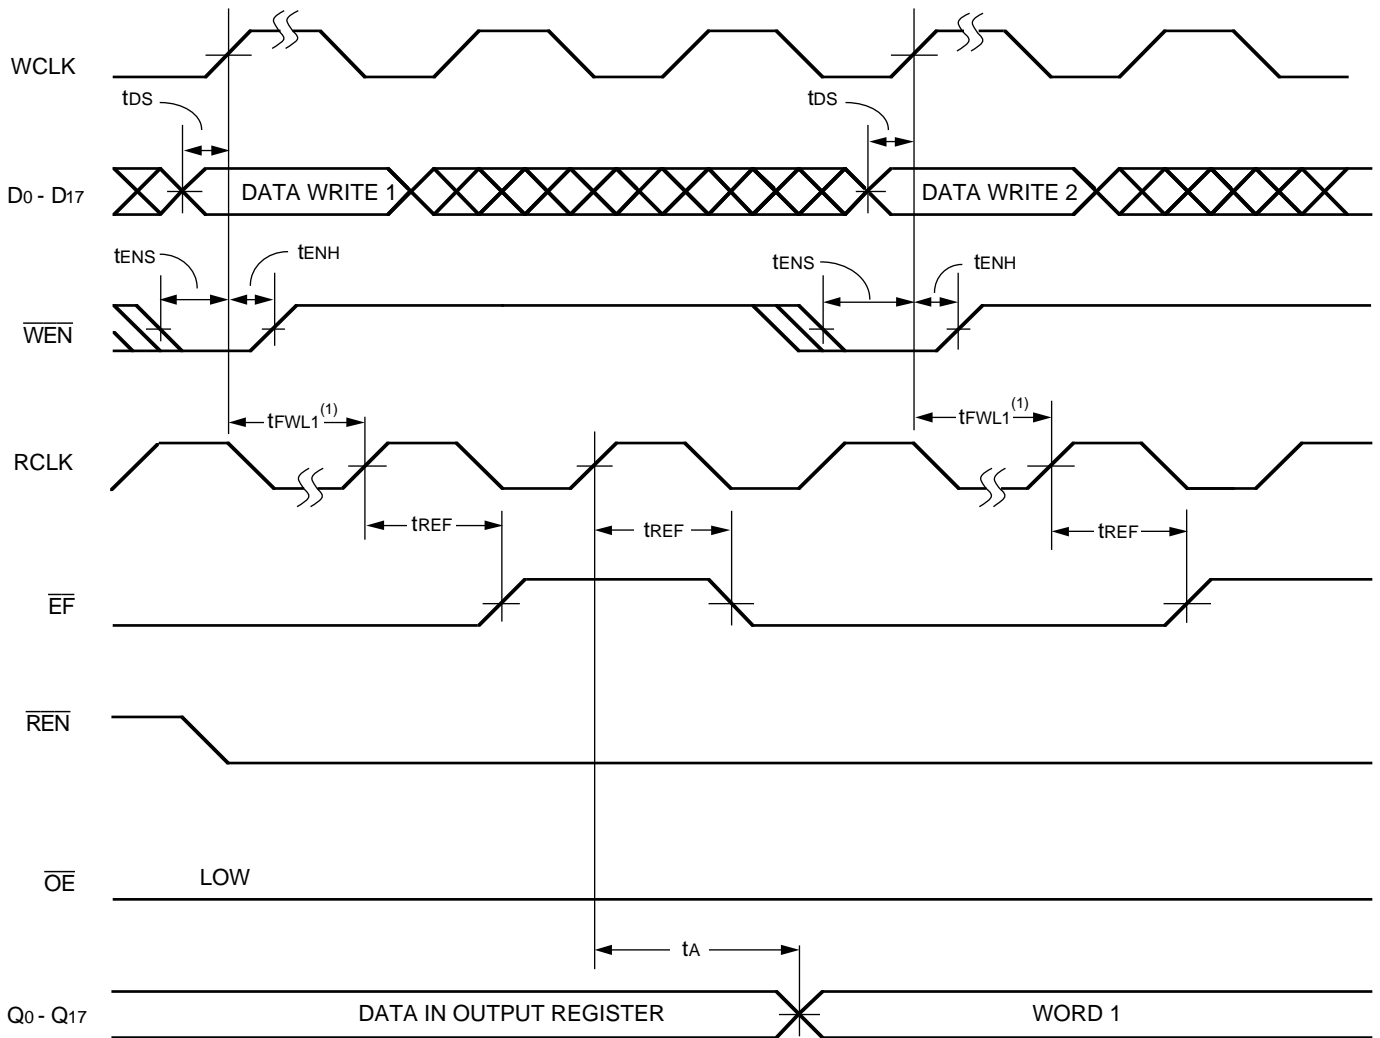 WCLK
tDS
tDS
D0 - D17
DATA WRITE 1
DATA WRITE 2
tENS
tENH
tENS
tENH
WEN
tFWL1(1)
tFWL1(1)
RCLK
tREF
tREF
tREF
EF
REN
OE
LOW
tA
Q0 - Q17
DATA IN OUTPUT REGISTER
WORD 1